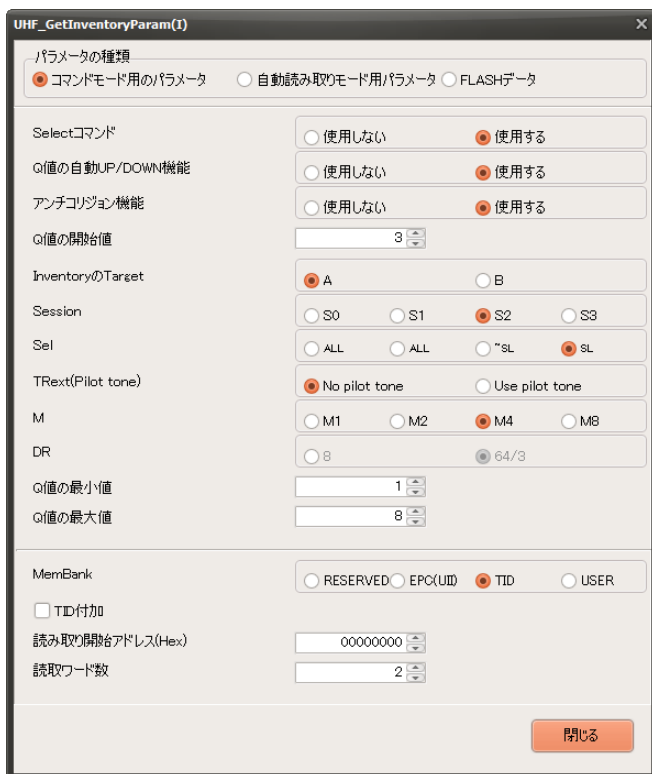 UHF_GetInventoryParam(I)
パラメータの種類
コマンドモード用のパラメータ 自動読み取りモード用パラメータ FLASHデータ
Selectコマンド 使用しない 使用する
Q値の自動UP/DOWN機能 使用しない 使用する
アンチコリジョン機能 使用しない 使用する
Q値の開始値 3
InventoryのTarget A B
Session S0 S1 S2 S3
Sel ALL ALL ~SL SL
TRext(Pilot tone) No pilot tone Use pilot tone
M M1 M2 M4 M8
DR 8 64/3
Q値の最小値 1
Q値の最大値 8
MemBank RESERVED EPC(UII) TID USER
TID付加
読み取り開始アドレス(Hex) 00000000
読取ワード数 2
閉じる